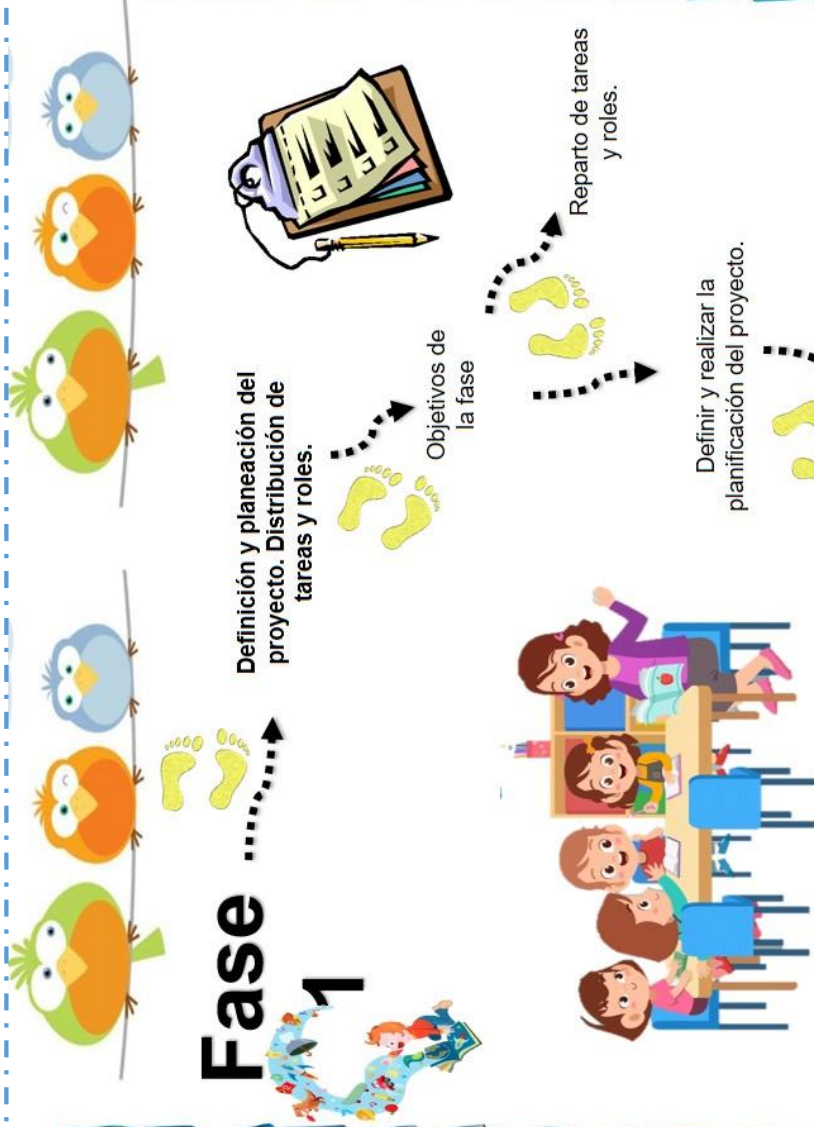 Fase
1
Definición y planeación del
proyecto. Distribución de
tareas y roles.
Objetivos de
la fase
Reparto de tareas
y roles.
Definir y realizar la
planificación del proyecto.